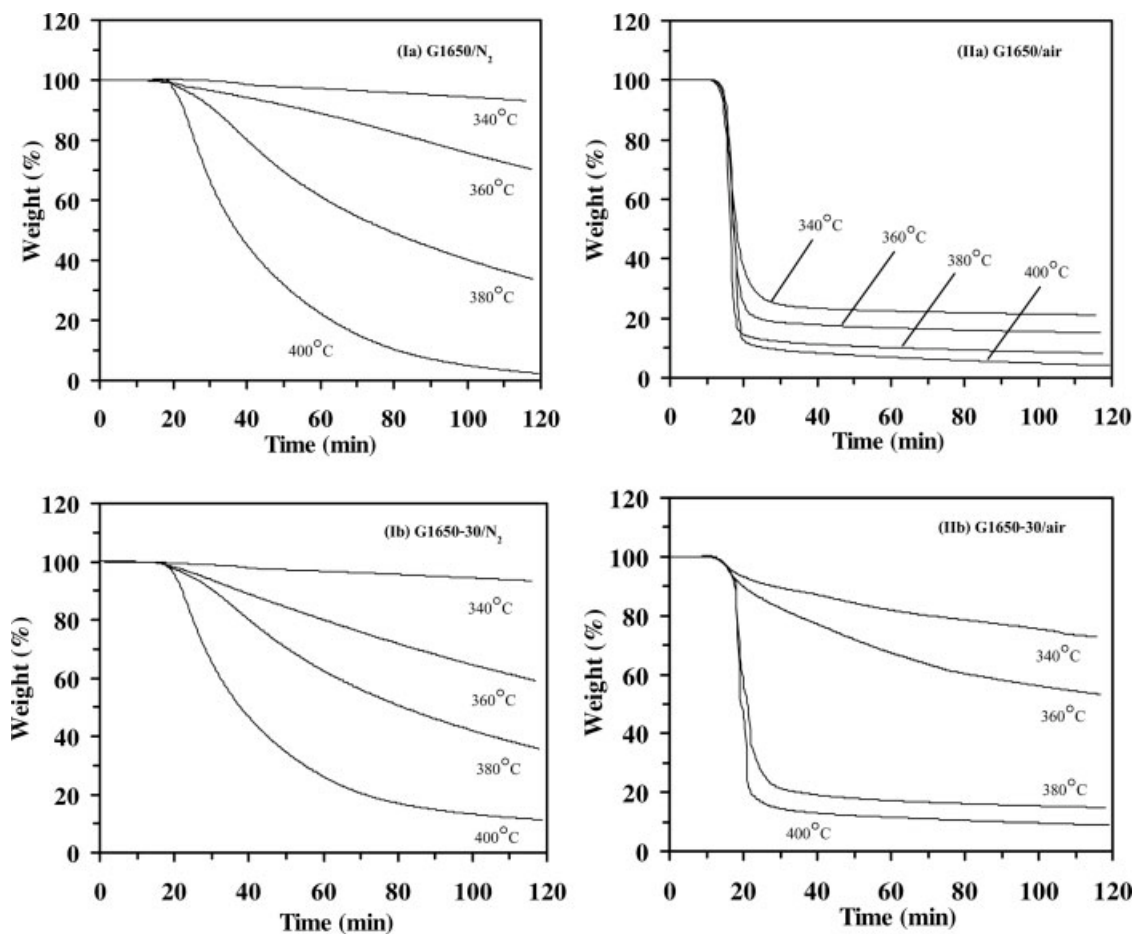 120
(Ia) G1650/N2
100
340°C
80
360°C
60
Weight (%)
40
380°C
20
400°C
0
0 20 40 60 80 100 120
Time (min)
120
(IIa) G1650/air
100
80
60
Weight (%)
340°C
360°C
380°C
400°C
40
20
0
0 20 40 60 80 100 120
Time (min)
120
(Ib) G1650-30/N2
100
340°C
80
60
Weight (%)
360°C
40
380°C
20
400°C
0
0 20 40 60 80 100 120
Time (min)
120
(IIb) G1650-30/air
100
80
340°C
60
Weight (%)
360°C
40
20
380°C
400°C
0
0 20 40 60 80 100 120
Time (min)